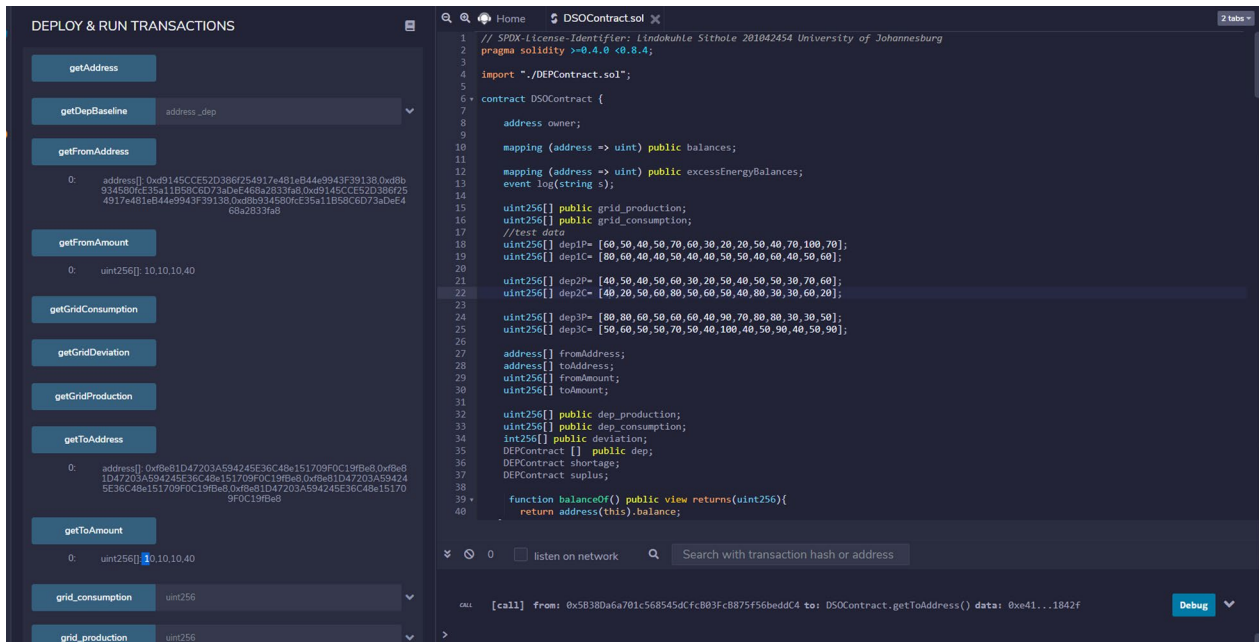 DEPLOY & RUN TRANSACTIONS
getAddress
getDepBaseline address _dep
getFromAddress
0: address[]: 0xd9145CCE52D386f254917e481eB44e9943F39138,0xd8b
934580fcE35a11B58C6D73aDeE468a2833fa8,0xd9145CCE52D386f25
4917e481eB44e9943F39138,0xd8b934580fcE35a11B58C6D73aDeE4
68a2833fa8
getFromAmount
0: uint256[]: 10,10,10,40
getGridConsumption
getGridDeviation
getGridProduction
getToAddress
0: address[]: 0xf8e81D47203A594245E36C48e151709F0C19fBe8,0xf8e8
1D47203A594245E36C48e151709F0C19fBe8,0xf8e81D47203A59424
5E36C48e151709F0C19fBe8,0xf8e81D47203A594245E36C48e15170
9F0C19fBe8
getToAmount
0: uint256[]: 10,10,10,40
grid_consumption uint256
grid_production uint256
Home DSOContract.sol 2 tabs
1 // SPDX-License-Identifier: Lindokuhle Sithole 201042454 University of Johannesburg
2 pragma solidity >=0.4.0 <0.8.4;
3
4 import "./DEPContract.sol";
5
6 contract DSOContract {
7
8 address owner;
9
10 mapping (address => uint) public balances;
11
12 mapping (address => uint) public excessEnergyBalances;
13 event log(string s);
14
15 uint256[] public grid_production;
16 uint256[] public grid_consumption;
17 //test data
18 uint256[] dep1P= [60,50,40,50,70,60,30,20,20,50,40,70,100,70];
19 uint256[] dep1C= [80,60,40,40,50,40,40,50,50,40,60,40,50,60];
20
21 uint256[] dep2P= [40,50,40,50,60,30,20,50,40,50,50,30,70,60];
22 uint256[] dep2C= [40,20,50,60,80,50,60,50,40,80,30,30,60,20];
23
24 uint256[] dep3P= [80,80,60,50,60,60,40,90,70,80,80,30,30,50];
25 uint256[] dep3C= [50,60,50,50,70,50,40,100,40,50,90,40,50,90];
26
27 address[] fromAddress;
28 address[] toAddress;
29 uint256[] fromAmount;
30 uint256[] toAmount;
31
32 uint256[] public dep_production;
33 uint256[] public dep_consumption;
34 int256[] public deviation;
35 DEPContract [] public dep;
36 DEPContract shortage;
37 DEPContract suplus;
38
39 function balanceOf() public view returns(uint256){
40 return address(this).balance;
0 listen on network Search with transaction hash or address
CALL [call] from: 0x5B38Da6a701c568545dCfcB03FcB875f56beddC4 to: DSOContract.getToAddress() data: 0xe41...1842f Debug
>